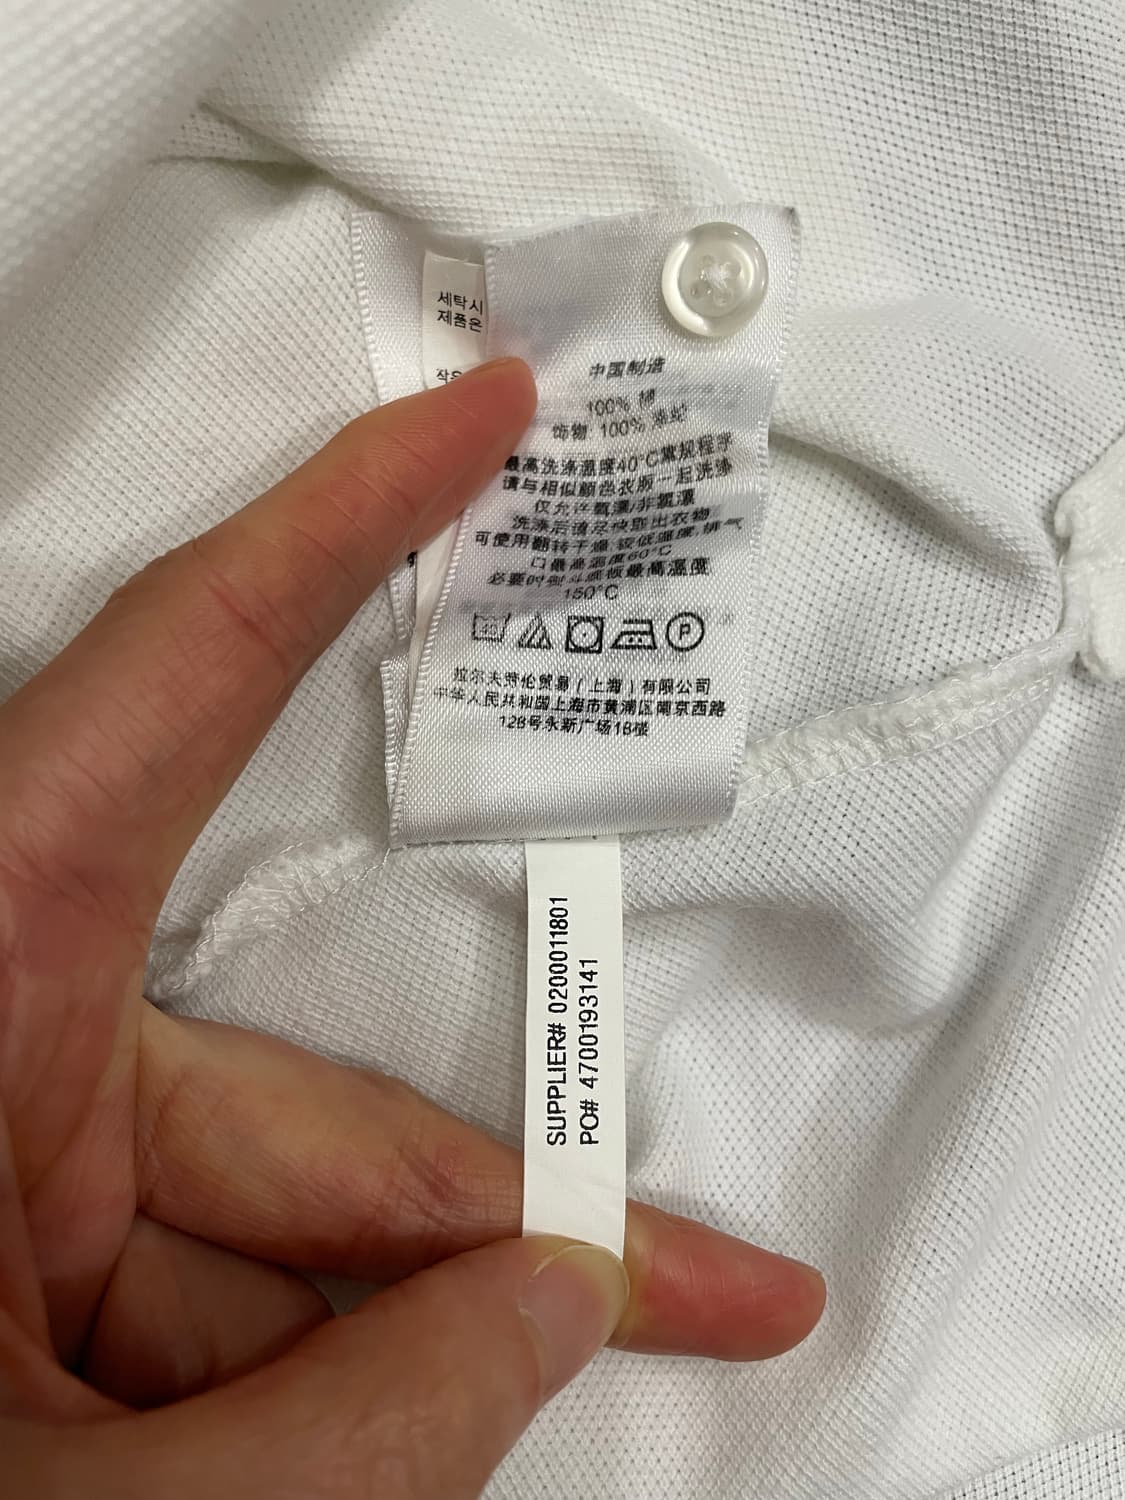 세탁시
제품은
작은
中国制造
100% 棉
饰物 100% 涤纶
最高洗涤温度40°C常规程序
请与相似颜色衣服一起洗涤
仅允许氧漂/非氯漂
洗涤后请尽快取出衣物
可使用翻转干燥,较低温度,排气
口最高温度60°C
必要时熨斗底板最高温度
150°C
P
拉尔夫劳伦贸易(上海)有限公司
中华人民共和国上海市黄浦区南京西路
128号永新广场18楼
SUPPLIER# 0200011801
PO# 4700193141